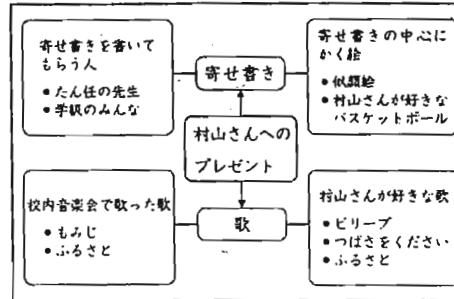 寄せ書きを書いて
もらう人
• たん任の先生
• 学級のみんな
寄せ書き
寄せ書きの中心に
かく絵
• 似顔絵
• 村山さんが好きな
バスケットボール
村山さんへの
プレゼント
校内音楽会で歌った歌
• もみじ
• ふるさと
歌
村山さんが好きな歌
• ビリーブ
• つばさをください
• ふるさと